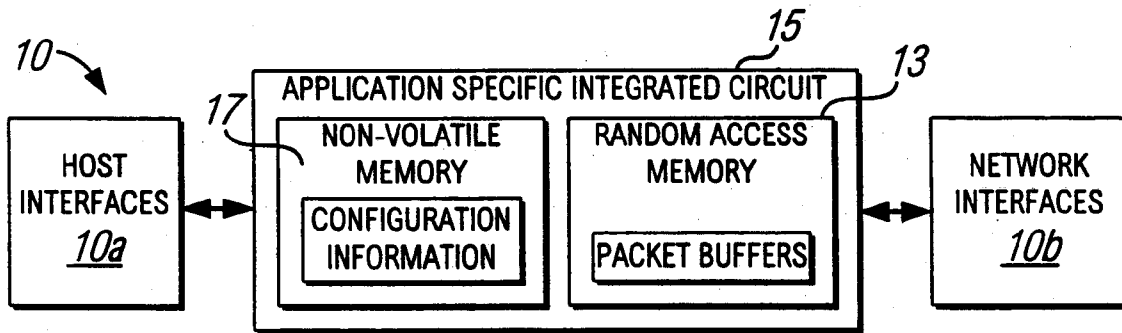 10
15
13
APPLICATION SPECIFIC INTEGRATED CIRCUIT
17
HOST
INTERFACES
10a
NON-VOLATILE
MEMORY
CONFIGURATION
INFORMATION
RANDOM ACCESS
MEMORY
PACKET BUFFERS
NETWORK
INTERFACES
10b